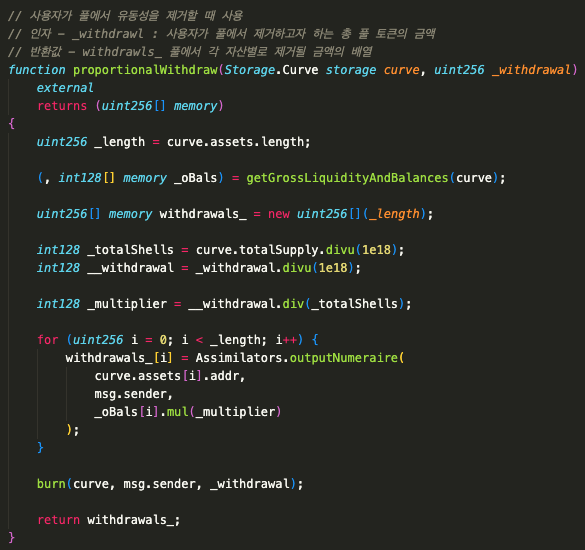 // 사용자가 풀에서 유동성을 제거할 때 사용
// 인자 - _withdrawl : 사용자가 풀에서 제거하고자 하는 총 풀 토큰의 금액
// 반환값 - withdrawls_ 풀에서 각 자산별로 제거될 금액의 배열
function proportionalWithdraw(Storage.Curve storage curve, uint256 _withdrawal)
    external
    returns (uint256[] memory)
{
    uint256 _length = curve.assets.length;
    (, int128[] memory _oBals) = getGrossLiquidityAndBalances(curve);
    uint256[] memory withdrawals_ = new uint256[](_length);
    int128 _totalShells = curve.totalSupply.divu(1e18);
    int128 __withdrawal = _withdrawal.divu(1e18);
    int128 _multiplier = __withdrawal.div(_totalShells);
    for (uint256 i = 0; i < _length; i++) {
        withdrawals_[i] = Assimilators.outputNumeraire(
            curve.assets[i].addr,
            msg.sender,
            _oBals[i].mul(_multiplier)
        );
    }
    burn(curve, msg.sender, _withdrawal);
    return withdrawals_;
}